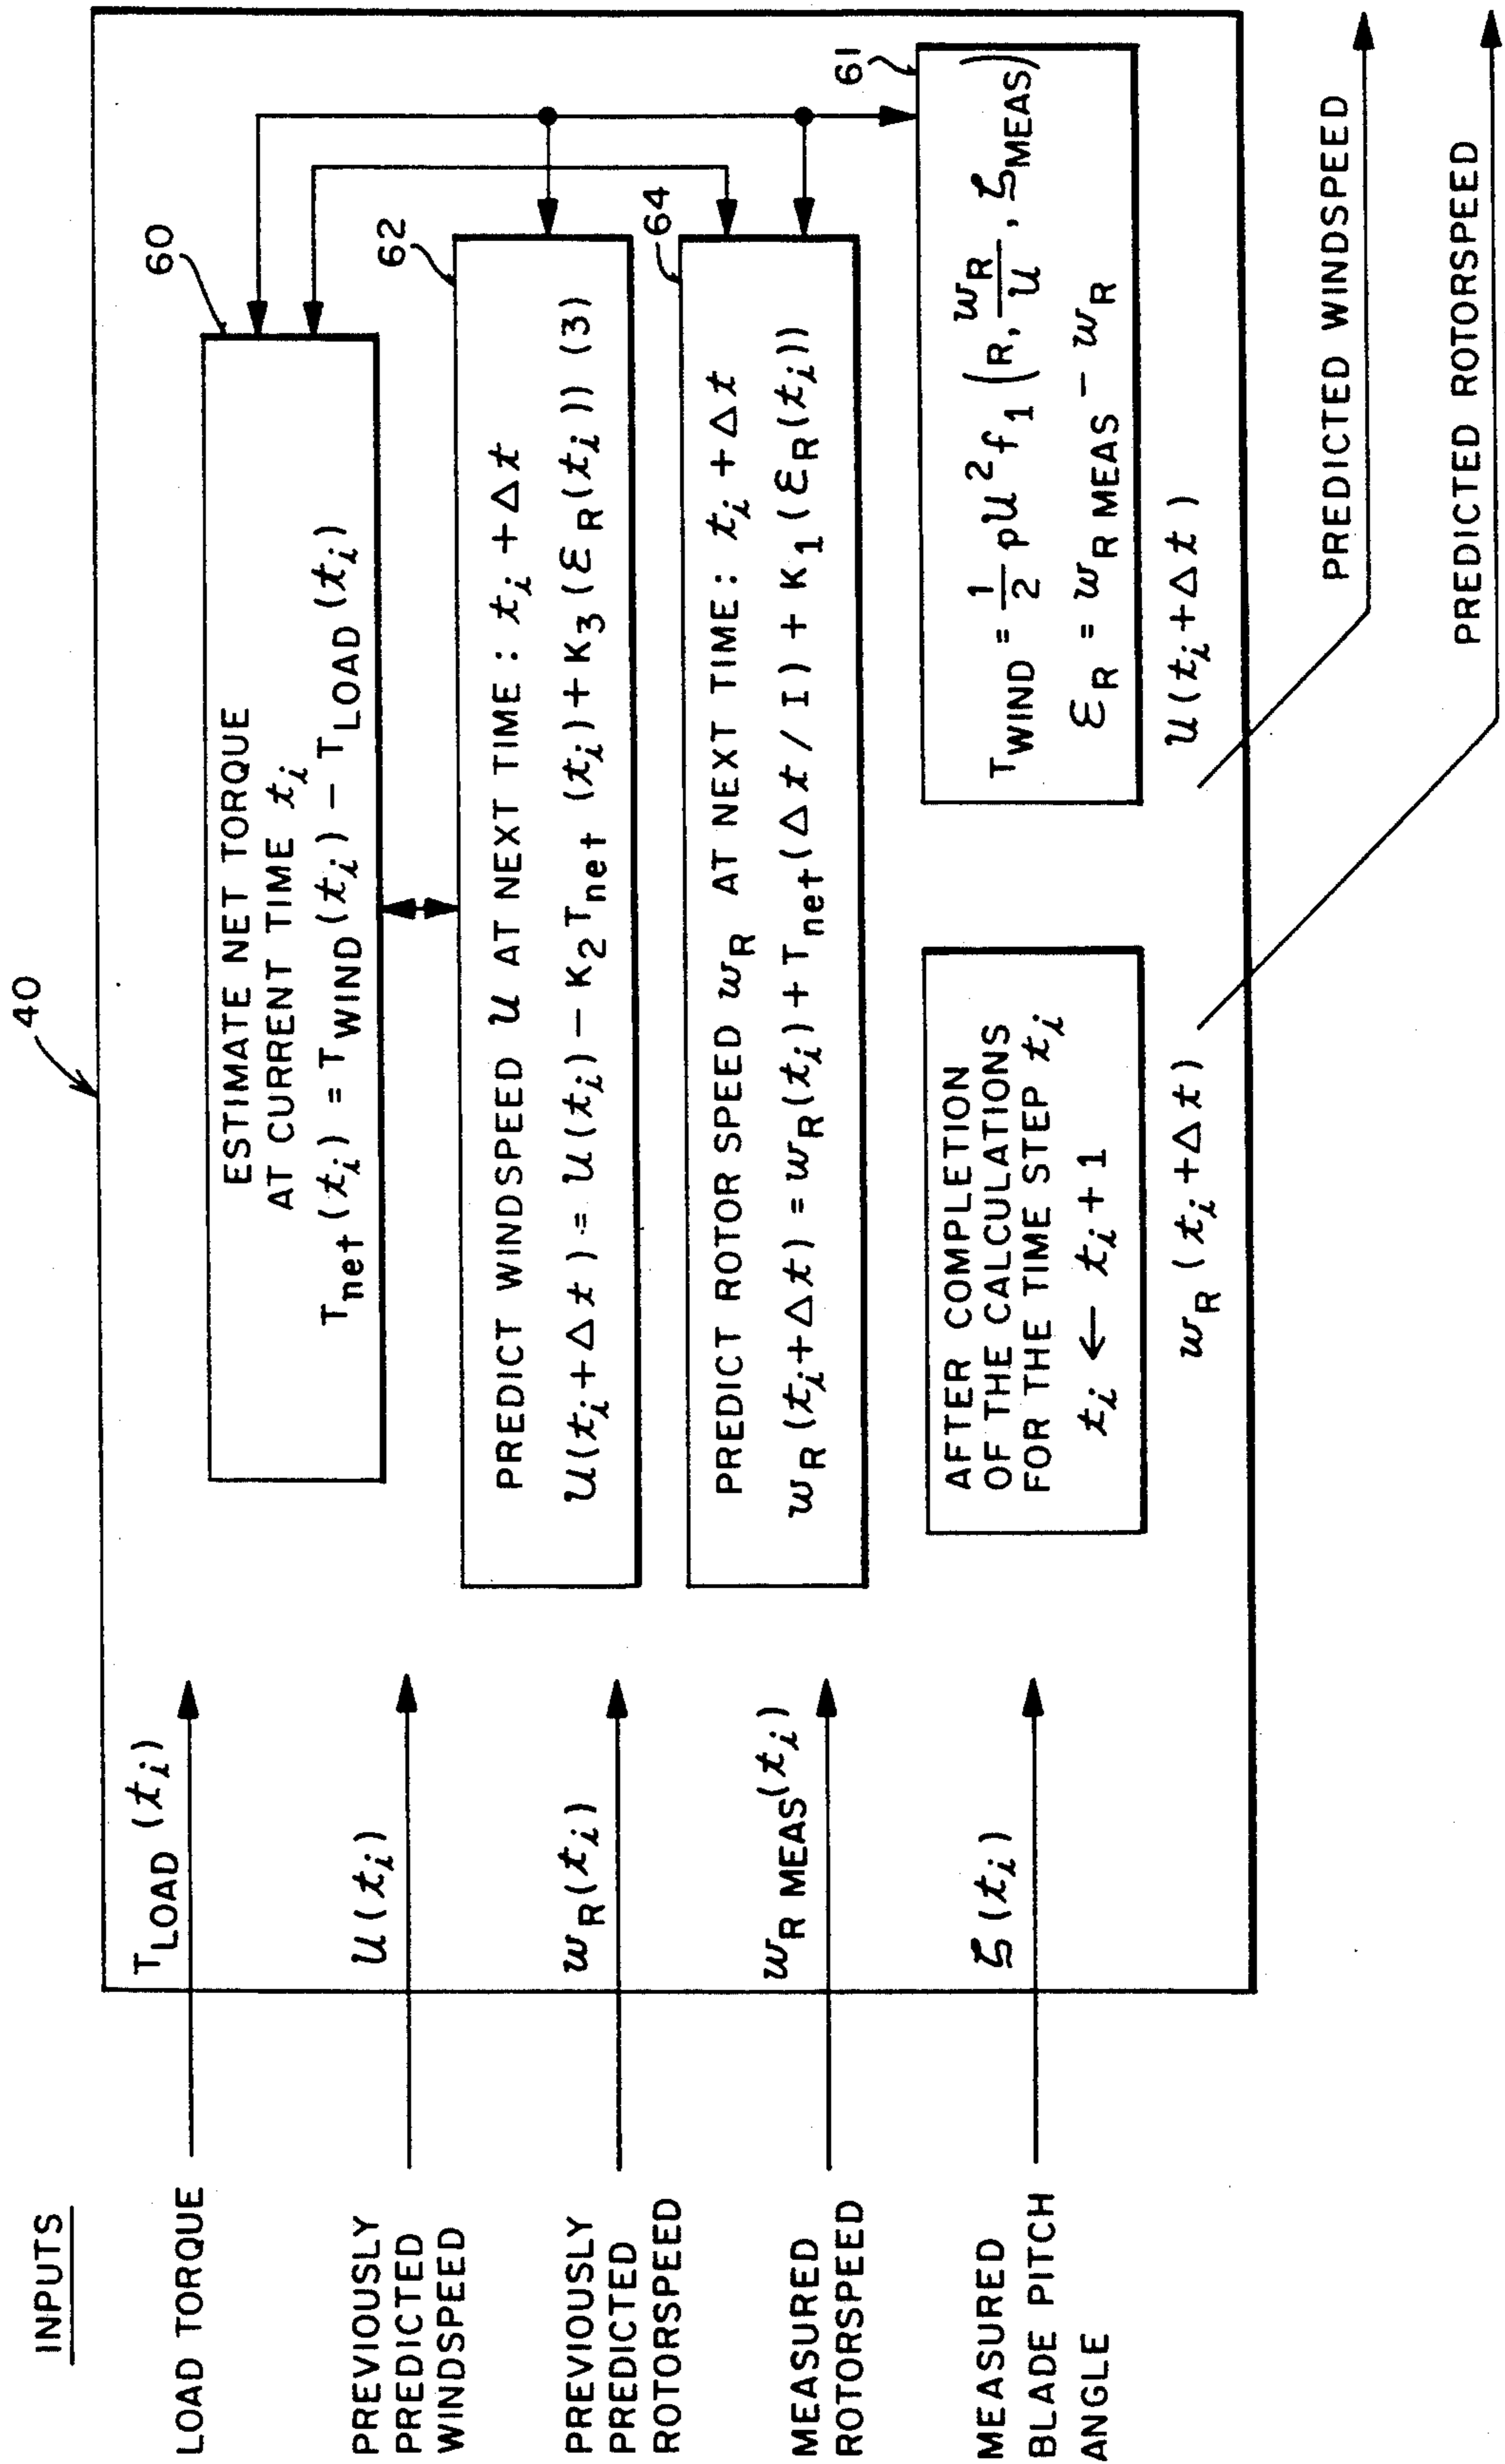 40
INPUTS
LOAD TORQUE
T_LOAD (t_i)
PREVIOUSLY
PREDICTED
WINDSPEED
u(t_i)
PREVIOUSLY
PREDICTED
ROTORSPEED
w_R(t_i)
MEASURED
ROTORSPEED
w_R MEAS(t_i)
MEASURED
BLADE PITCH
ANGLE
ζ(t_i)
60
ESTIMATE NET TORQUE
AT CURRENT TIME t_i
T_net(t_i) = T_WIND(t_i) − T_LOAD(t_i)
62
PREDICT WINDSPEED u AT NEXT TIME : t_i + Δt
u(t_i + Δt) = u(t_i) − K_2 T_net (t_i) + K_3 (ε_R(t_i)) (3)
64
PREDICT ROTOR SPEED w_R AT NEXT TIME : t_i + Δt
w_R(t_i + Δt) = w_R(t_i) + T_net(Δt / I) + K_1(ε_R(t_i))
AFTER COMPLETION
OF THE CALCULATIONS
FOR THE TIME STEP t_i
t_i ← t_i + 1
61
T_WIND = 1/2 pu² f_1 (R, w_R/u, ζ_MEAS)
ε_R = w_R MEAS − w_R
w_R (t_i + Δt)
u(t_i + Δt)
PREDICTED WINDSPEED
PREDICTED ROTORSPEED